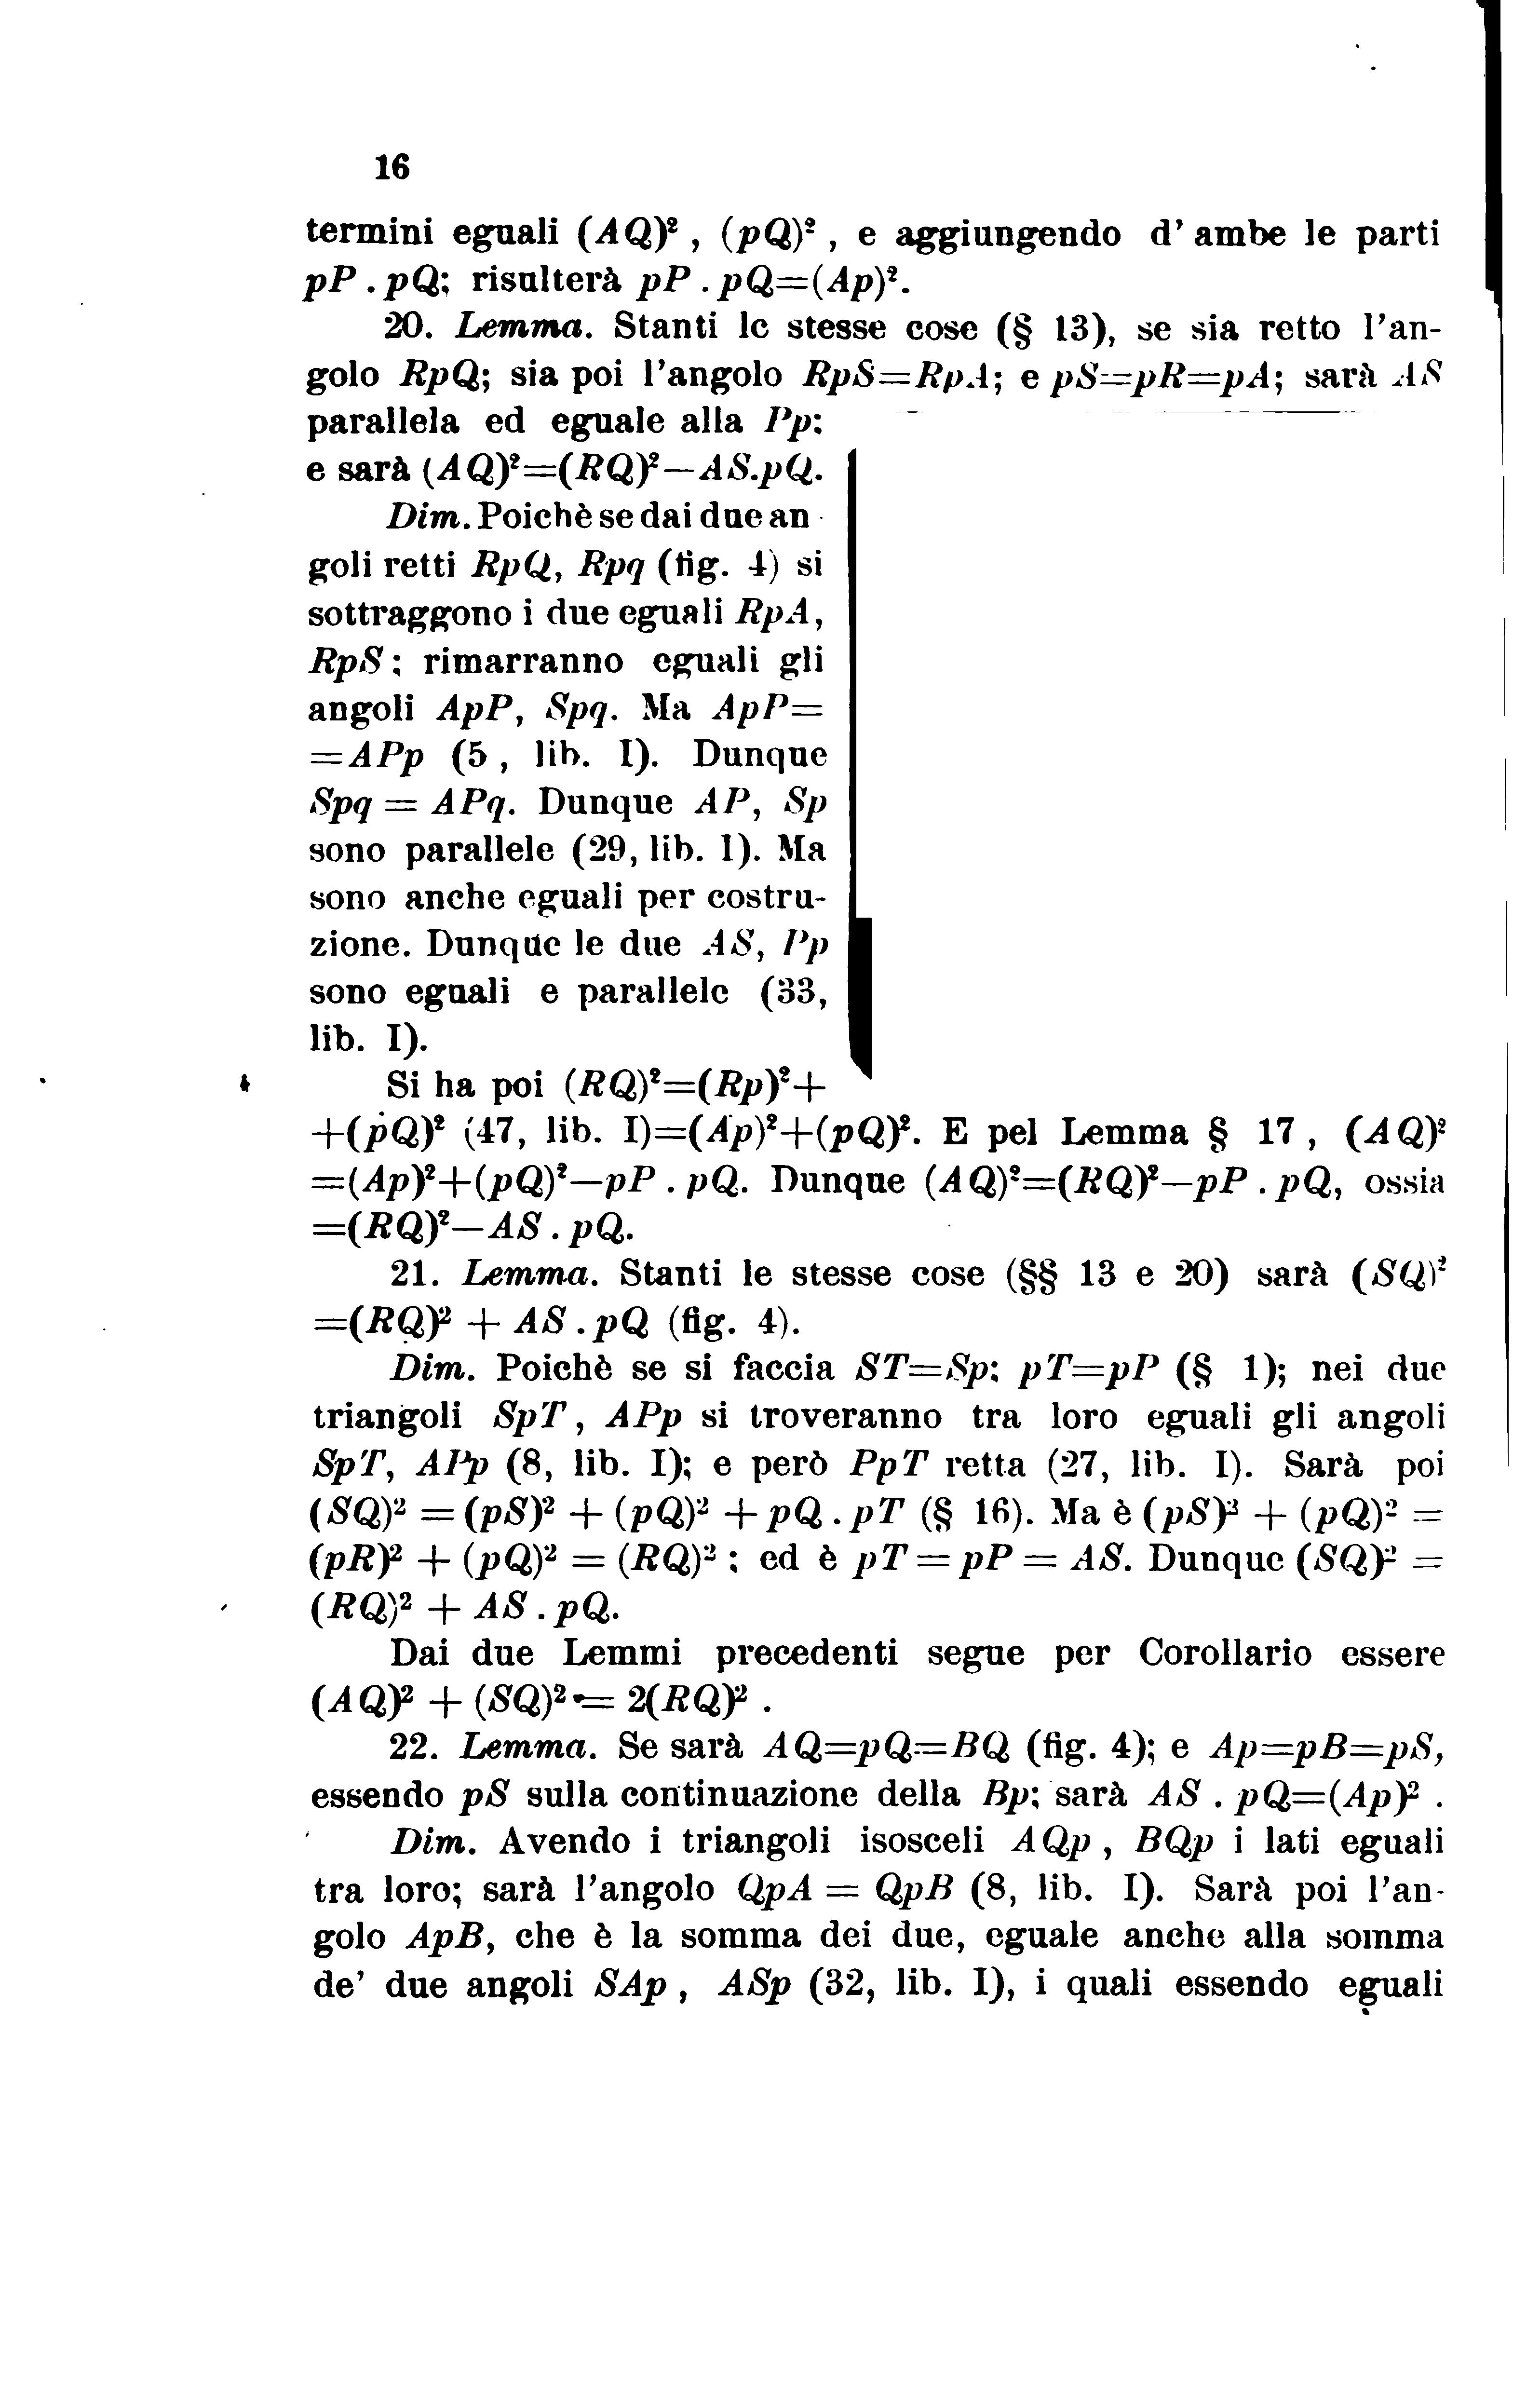 16
termini eguali (AQ)², (pQ)², e aggiungendo d' ambe le parti
pP . pQ; risulterà pP . pQ=(Ap)².
20. Lemma. Stanti le stesse cose (§ 13), se sia retto l'an-
golo RpQ; sia poi l'angolo RpS=RpA; e pS=pR=pA; sarà AS
parallela ed eguale alla Pp;
e sarà (AQ)²=(RQ)²—AS.pQ.
Dim. Poichè se dai due an-
goli retti RpQ, Rpq (fig. 4) si
sottraggono i due eguali RpA,
RpS; rimarranno eguali gli
angoli ApP, Spq. Ma ApP=
=APp (5, lib. I). Dunque
Spq = APq. Dunque AP, Sp
sono parallele (29, lib. I). Ma
sono anche eguali per costru-
zione. Dunque le due AS, Pp
sono eguali e parallele (33,
lib. I).
Si ha poi (RQ)²=(Rp)²+
+(pQ)² (47, lib. I)=(Ap)²+(pQ)². E pel Lemma § 17, (AQ)²
=(Ap)²+(pQ)²—pP . pQ. Dunque (AQ)²=(RQ)²—pP . pQ, ossia
=(RQ)²—AS . pQ.
21. Lemma. Stanti le stesse cose (§§ 13 e 20) sarà (SQ)²
=(RQ)² + AS . pQ (fig. 4).
Dim. Poichè se si faccia ST=Sp; pT=pP (§ 1); nei due
triangoli SpT, APp si troveranno tra loro eguali gli angoli
SpT, APp (8, lib. I); e però PpT retta (27, lib. I). Sarà poi
(SQ)² = (pS)² + (pQ)² + pQ . pT (§ 16). Ma è (pS)² + (pQ)² =
(pR)² + (pQ)² = (RQ)²; ed è pT = pP = AS. Dunque (SQ)² =
(RQ)² + AS . pQ.
Dai due Lemmi precedenti segue per Corollario essere
(AQ)² + (SQ)² = 2(RQ)².
22. Lemma. Se sarà AQ=pQ=BQ (fig. 4); e Ap=pB=pS,
essendo pS sulla continuazione della Bp; sarà AS . pQ=(Ap)².
Dim. Avendo i triangoli isosceli AQp, BQp i lati eguali
tra loro; sarà l'angolo QpA = QpB (8, lib. I). Sarà poi l'an-
golo ApB, che è la somma dei due, eguale anche alla somma
de' due angoli SAp, ASp (32, lib. I), i quali essendo eguali